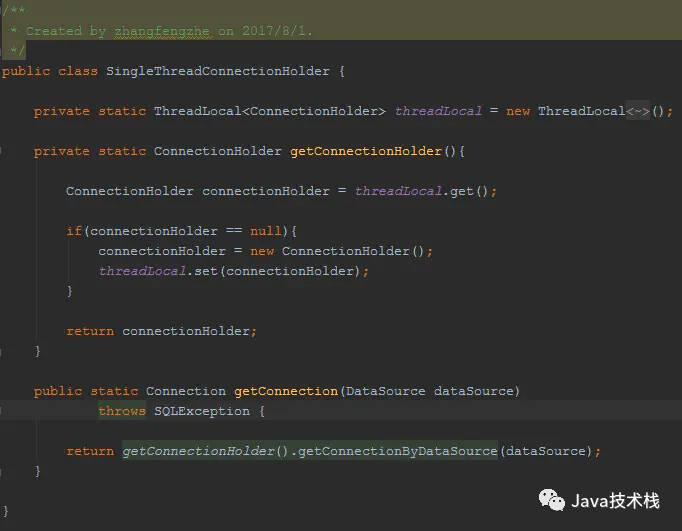 /**
 * Created by zhangfengzhe on 2017/8/1.
 */
public class SingleThreadConnectionHolder {
    private static ThreadLocal<ConnectionHolder> threadLocal = new ThreadLocal<~>();
    private static ConnectionHolder getConnectionHolder(){
        ConnectionHolder connectionHolder = threadLocal.get();
        if(connectionHolder == null){
            connectionHolder = new ConnectionHolder();
            threadLocal.set(connectionHolder);
        }
        return connectionHolder;
    }
    public static Connection getConnection(DataSource dataSource)
            throws SQLException {
        return getConnectionHolder().getConnectionByDataSource(dataSource);
    }
}
Java技术栈